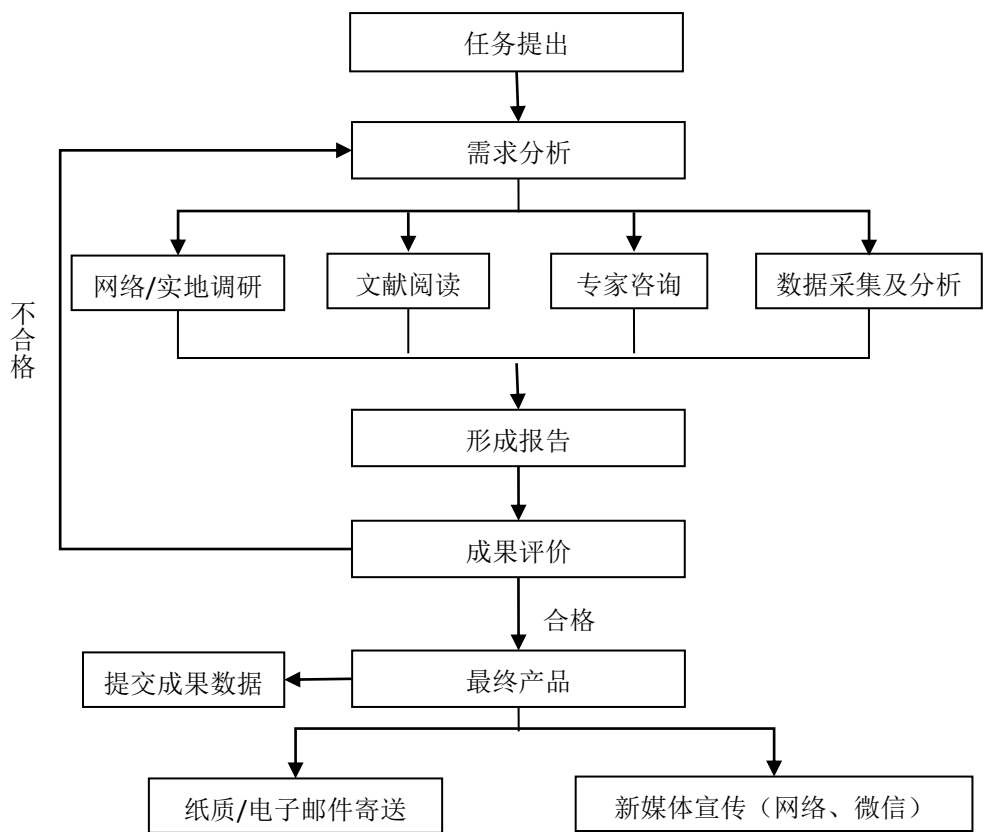 任务提出
需求分析
网络/实地调研
文献阅读
专家咨询
数据采集及分析
不合格
形成报告
成果评价
合格
提交成果数据
最终产品
纸质/电子邮件寄送
新媒体宣传（网络、微信）